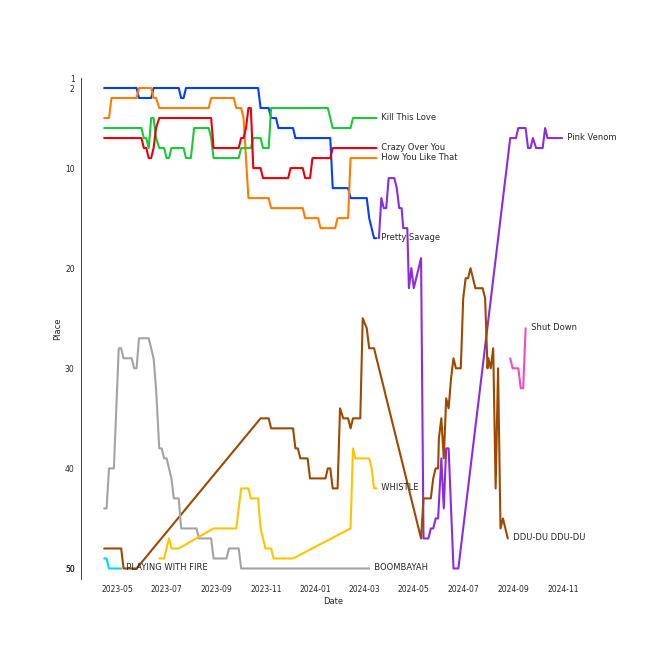 1
2
Kill This Love
Pink Venom
Crazy Over You
How You Like That
10
Pretty Savage
20
Shut Down
Place
30
40
WHISTLE
DDU-DU DDU-DU
50
PLAYING WITH FIRE
BOOMBAYAH
2023-05 2023-07 2023-09 2023-11 2024-01 2024-03 2024-05 2024-07 2024-09 2024-11
Date